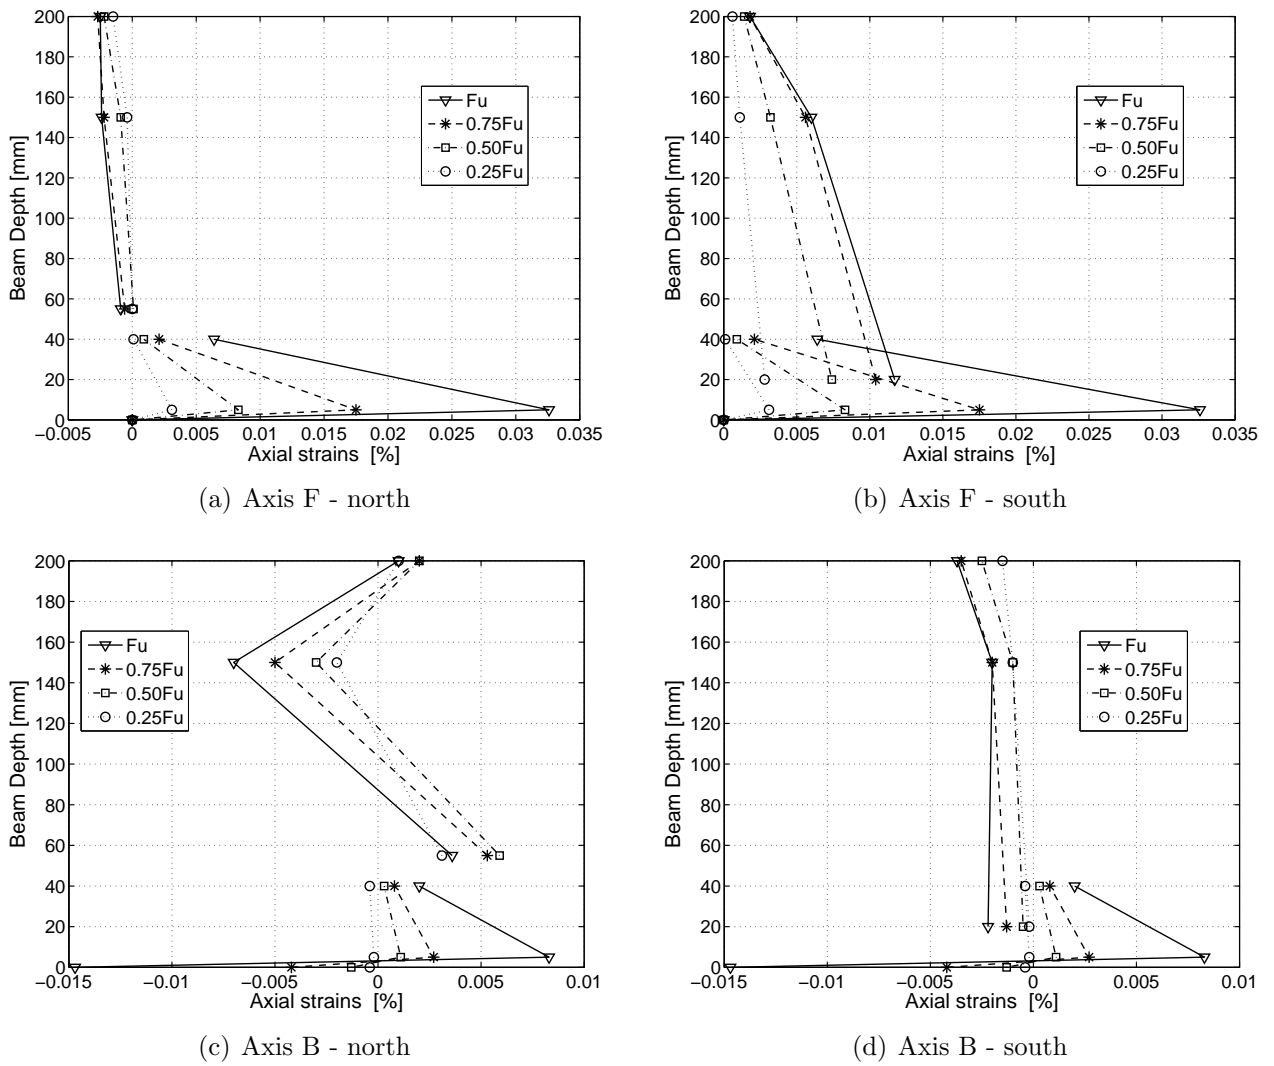 200
180
160
140
120
100
80
60
40
20
0
Beam Depth [mm]
Fu
0.75Fu
0.50Fu
0.25Fu
−0.005 0 0.005 0.01 0.015 0.02 0.025 0.03 0.035
Axial strains [%]
(a) Axis F - north
200
180
160
140
120
100
80
60
40
20
0
Beam Depth [mm]
Fu
0.75Fu
0.50Fu
0.25Fu
0 0.005 0.01 0.015 0.02 0.025 0.03 0.035
Axial strains [%]
(b) Axis F - south
200
180
160
140
120
100
80
60
40
20
0
Beam Depth [mm]
Fu
0.75Fu
0.50Fu
0.25Fu
−0.015 −0.01 −0.005 0 0.005 0.01
Axial strains [%]
(c) Axis B - north
200
180
160
140
120
100
80
60
40
20
0
Beam Depth [mm]
Fu
0.75Fu
0.50Fu
0.25Fu
−0.015 −0.01 −0.005 0 0.005 0.01
Axial strains [%]
(d) Axis B - south